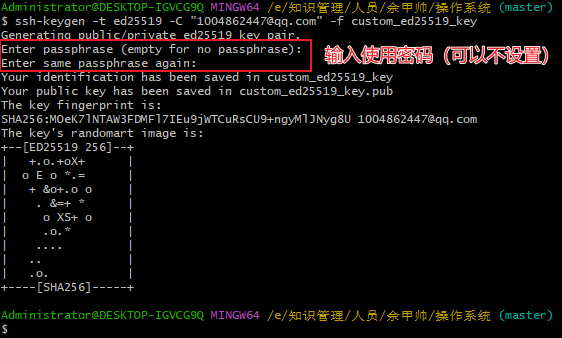 Administrator@DESKTOP-IGVCG9Q MINGW64 /e/知识管理/人员/余甲帅/操作系统 (master)
$ ssh-keygen -t ed25519 -C "1004862447@qq.com" -f custom_ed25519_key
Generating public/private ed25519 key pair.
Enter passphrase (empty for no passphrase):
Enter same passphrase again:
输入使用密码（可以不设置）
Your identification has been saved in custom_ed25519_key
Your public key has been saved in custom_ed25519_key.pub
The key fingerprint is:
SHA256:MOeK7lNTAW3FDMFl7IEu9jWTCuRsCU9+ngyMlJNyg8U 1004862447@qq.com
The key's randomart image is:
+--[ED25519 256]--+
|   +.o.+oX+      |
|  o E o *.=      |
|   + &o+.o o     |
|    . &=+ *      |
|     o XS+ o     |
|     .o.*        |
|    ....         |
|   ..            |
|   .o.           |
+----[SHA256]-----+
Administrator@DESKTOP-IGVCG9Q MINGW64 /e/知识管理/人员/余甲帅/操作系统 (master)
$